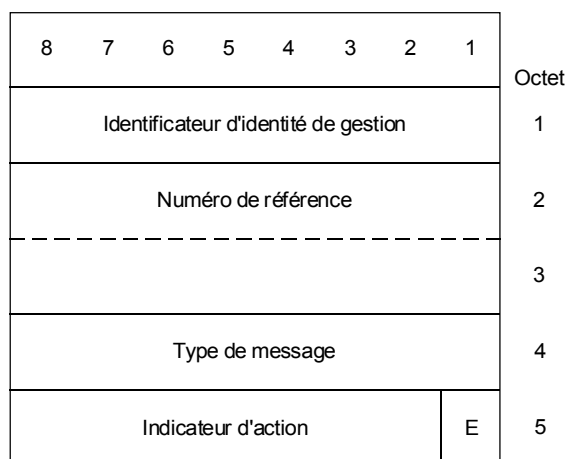 8 7 6 5 4 3 2 1
Octet
Identificateur d'identité de gestion 1
Numéro de référence 2
3
Type de message 4
Indicateur d'action E 5